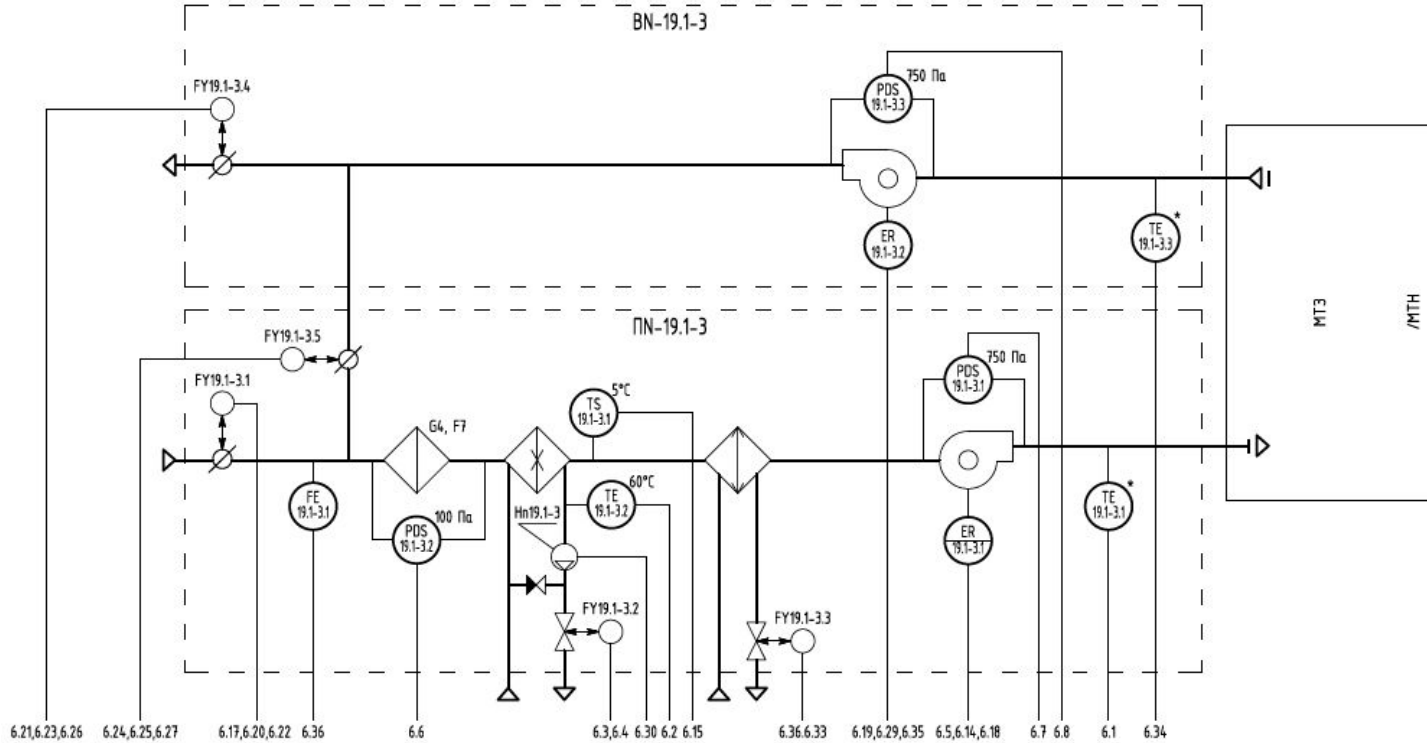 BN-19.1-3
FY19.1-3.4
PDS
19.1-3.3
750 Па
ER
19.1-3.2
TE
19.1-3.3
*
МТЗ
/МТН
ПN-19.1-3
FY19.1-3.5
FY19.1-3.1
G4, F7
TS
19.1-3.1
5°C
PDS
19.1-3.1
750 Па
FE
19.1-3.1
PDS
19.1-3.2
100 Па
Нп19.1-3
TE
19.1-3.2
60°C
ER
19.1-3.1
TE
19.1-3.1
*
FY19.1-3.2
FY19.1-3.3
6.21,6.23,6.26
6.24,6.25,6.27
6.17,6.20,6.22
6.36
6.6
6.3,6.4
6.30
6.2
6.15
6.36 6.33
6.19,6.29,6.35
6.5,6.14,6.18
6.7
6.8
6.1
6.34